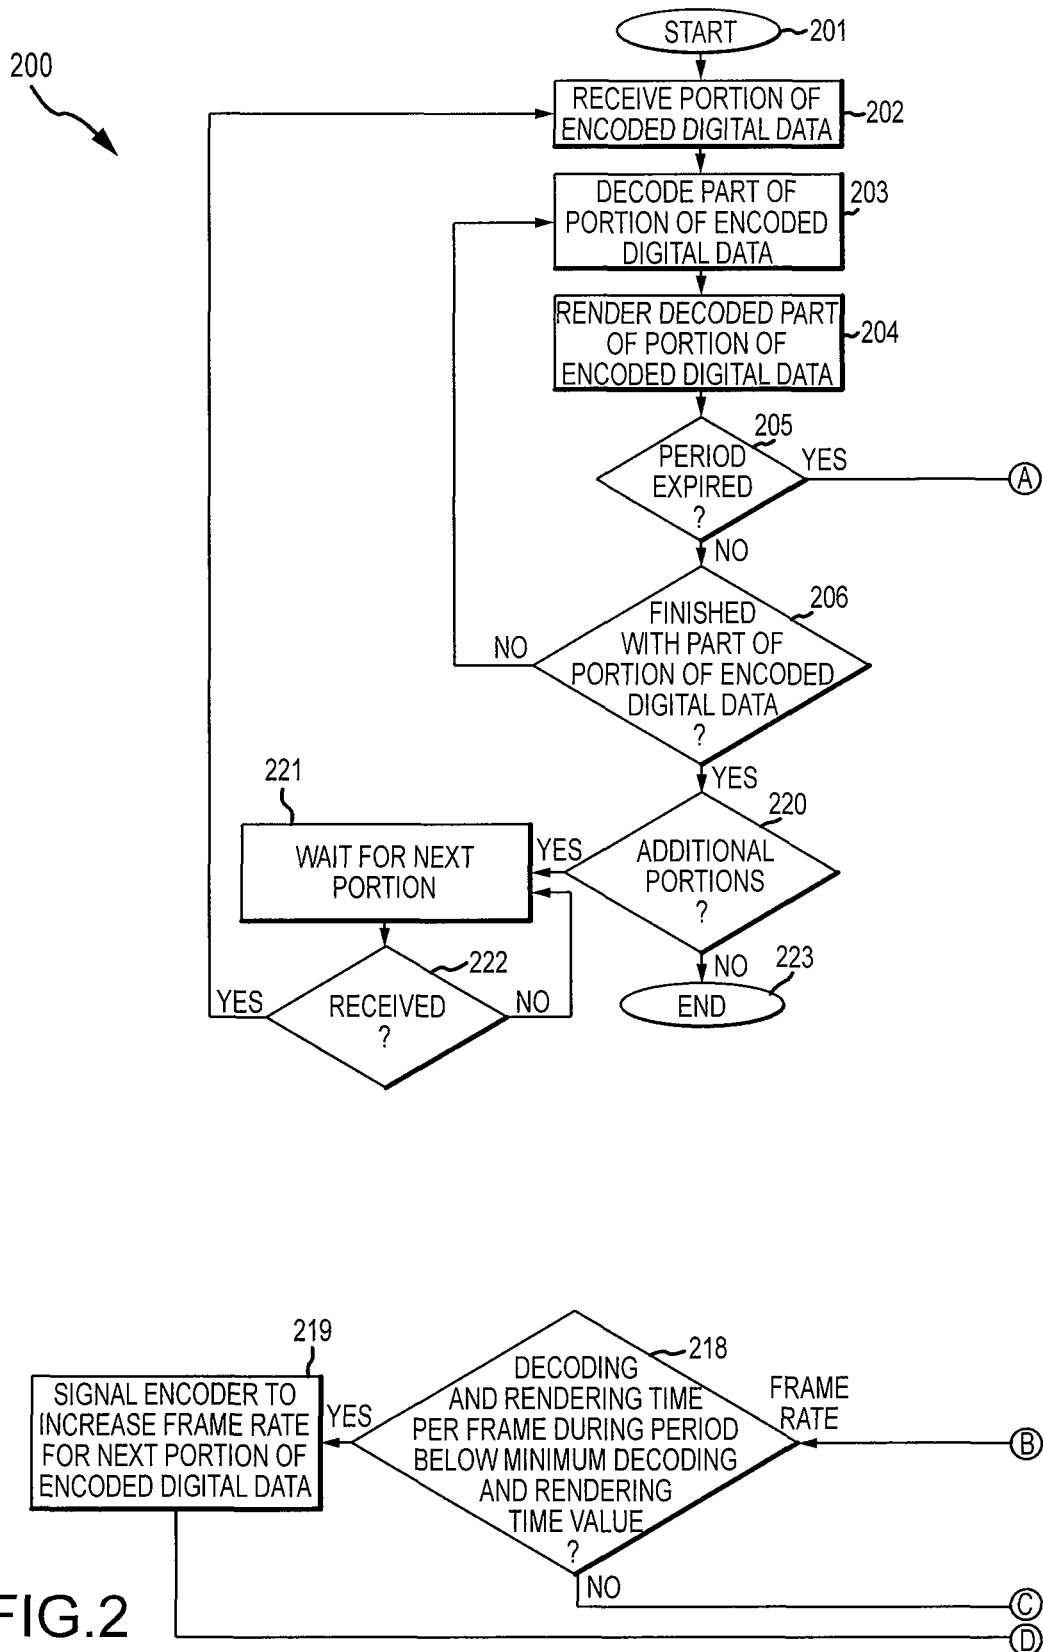 200
START
201
RECEIVE PORTION OF
ENCODED DIGITAL DATA
202
DECODE PART OF
PORTION OF ENCODED
DIGITAL DATA
203
RENDER DECODED PART
OF PORTION OF
ENCODED DIGITAL DATA
204
PERIOD
EXPIRED
?
205
YES
A
NO
FINISHED
WITH PART OF
PORTION OF ENCODED
DIGITAL DATA
?
206
NO
YES
ADDITIONAL
PORTIONS
?
220
YES
221
WAIT FOR NEXT
PORTION
RECEIVED
?
222
YES
NO
NO
END
223
219
SIGNAL ENCODER TO
INCREASE FRAME RATE
FOR NEXT PORTION OF
ENCODED DIGITAL DATA
YES
DECODING
AND RENDERING TIME
PER FRAME DURING PERIOD
BELOW MINIMUM DECODING
AND RENDERING
TIME VALUE
?
218
FRAME
RATE
B
NO
C
D
FIG.2